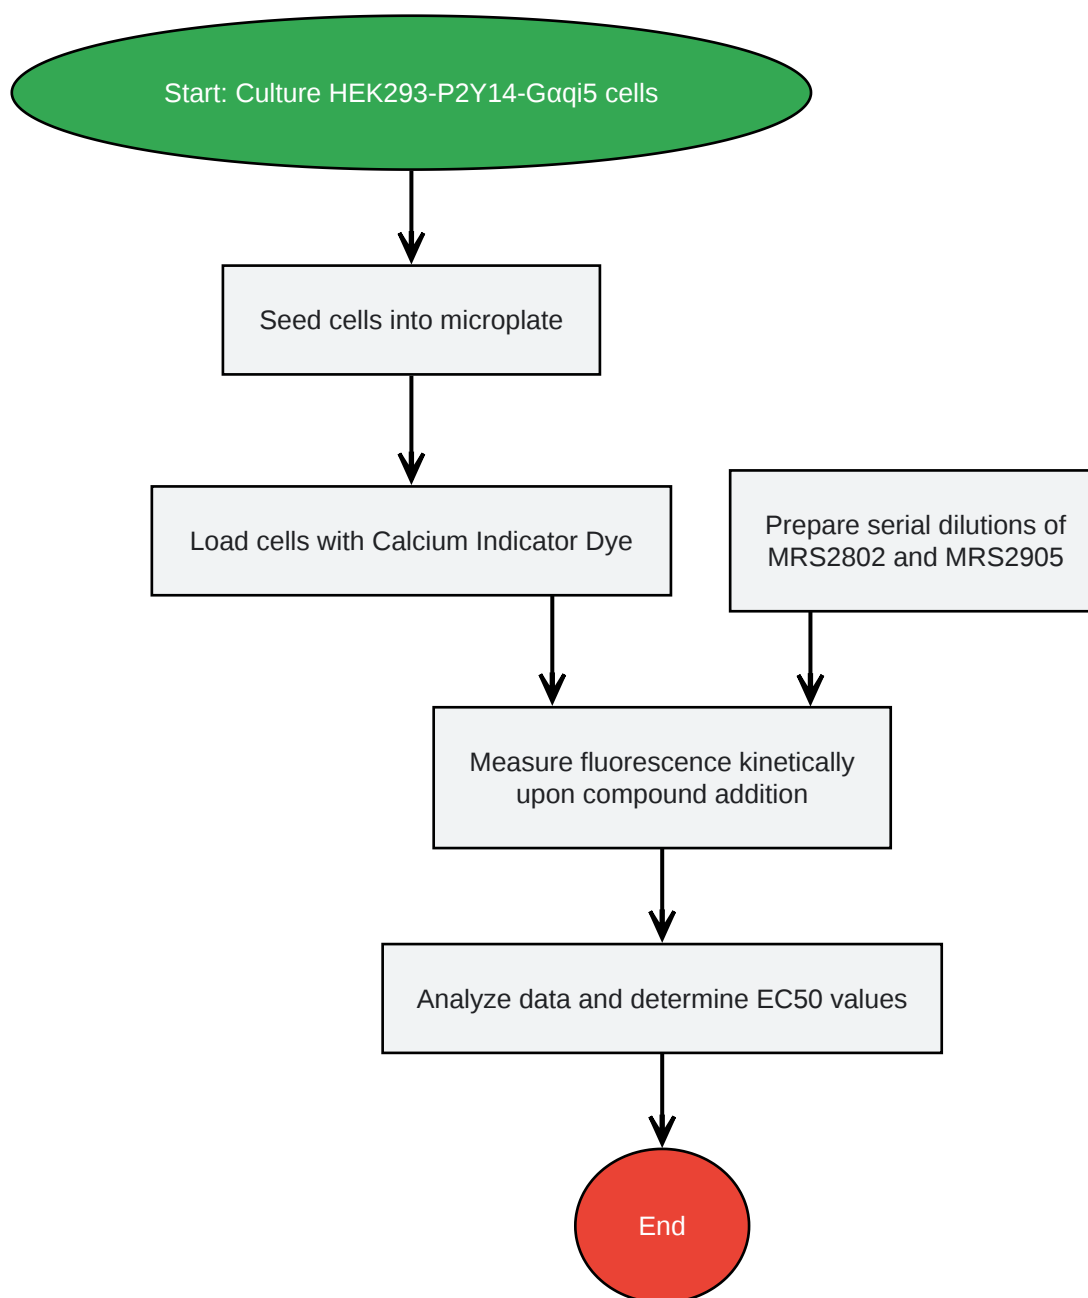 Start: Culture HEK293-P2Y14-Gαqi5 cells
Seed cells into microplate
Load cells with Calcium Indicator Dye
Prepare serial dilutions of
MRS2802 and MRS2905
Measure fluorescence kinetically
upon compound addition
Analyze data and determine EC50 values
End